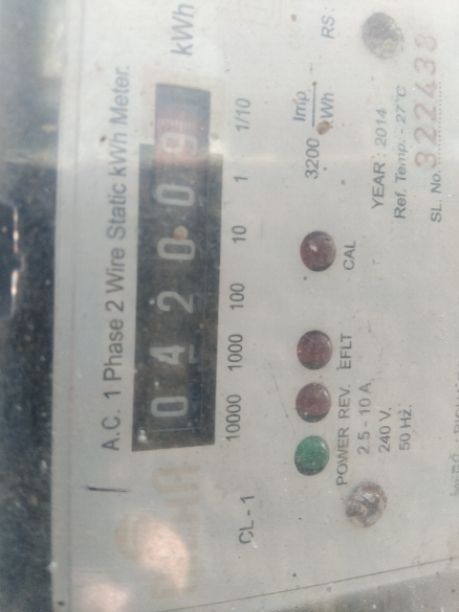 A.C. 1 Phase 2 Wire Static kWh Meter.
0 4 2 0 0 9 kWh
10000 1000 100 10 1 1/10
CL - 1
3200 Imp/kWh
RS:
POWER REV. EFLT CAL
2.5 - 10 A
240 V.
50 Hz.
YEAR : 2014
Ref. Temp. - 27°C
SL. No. 322438